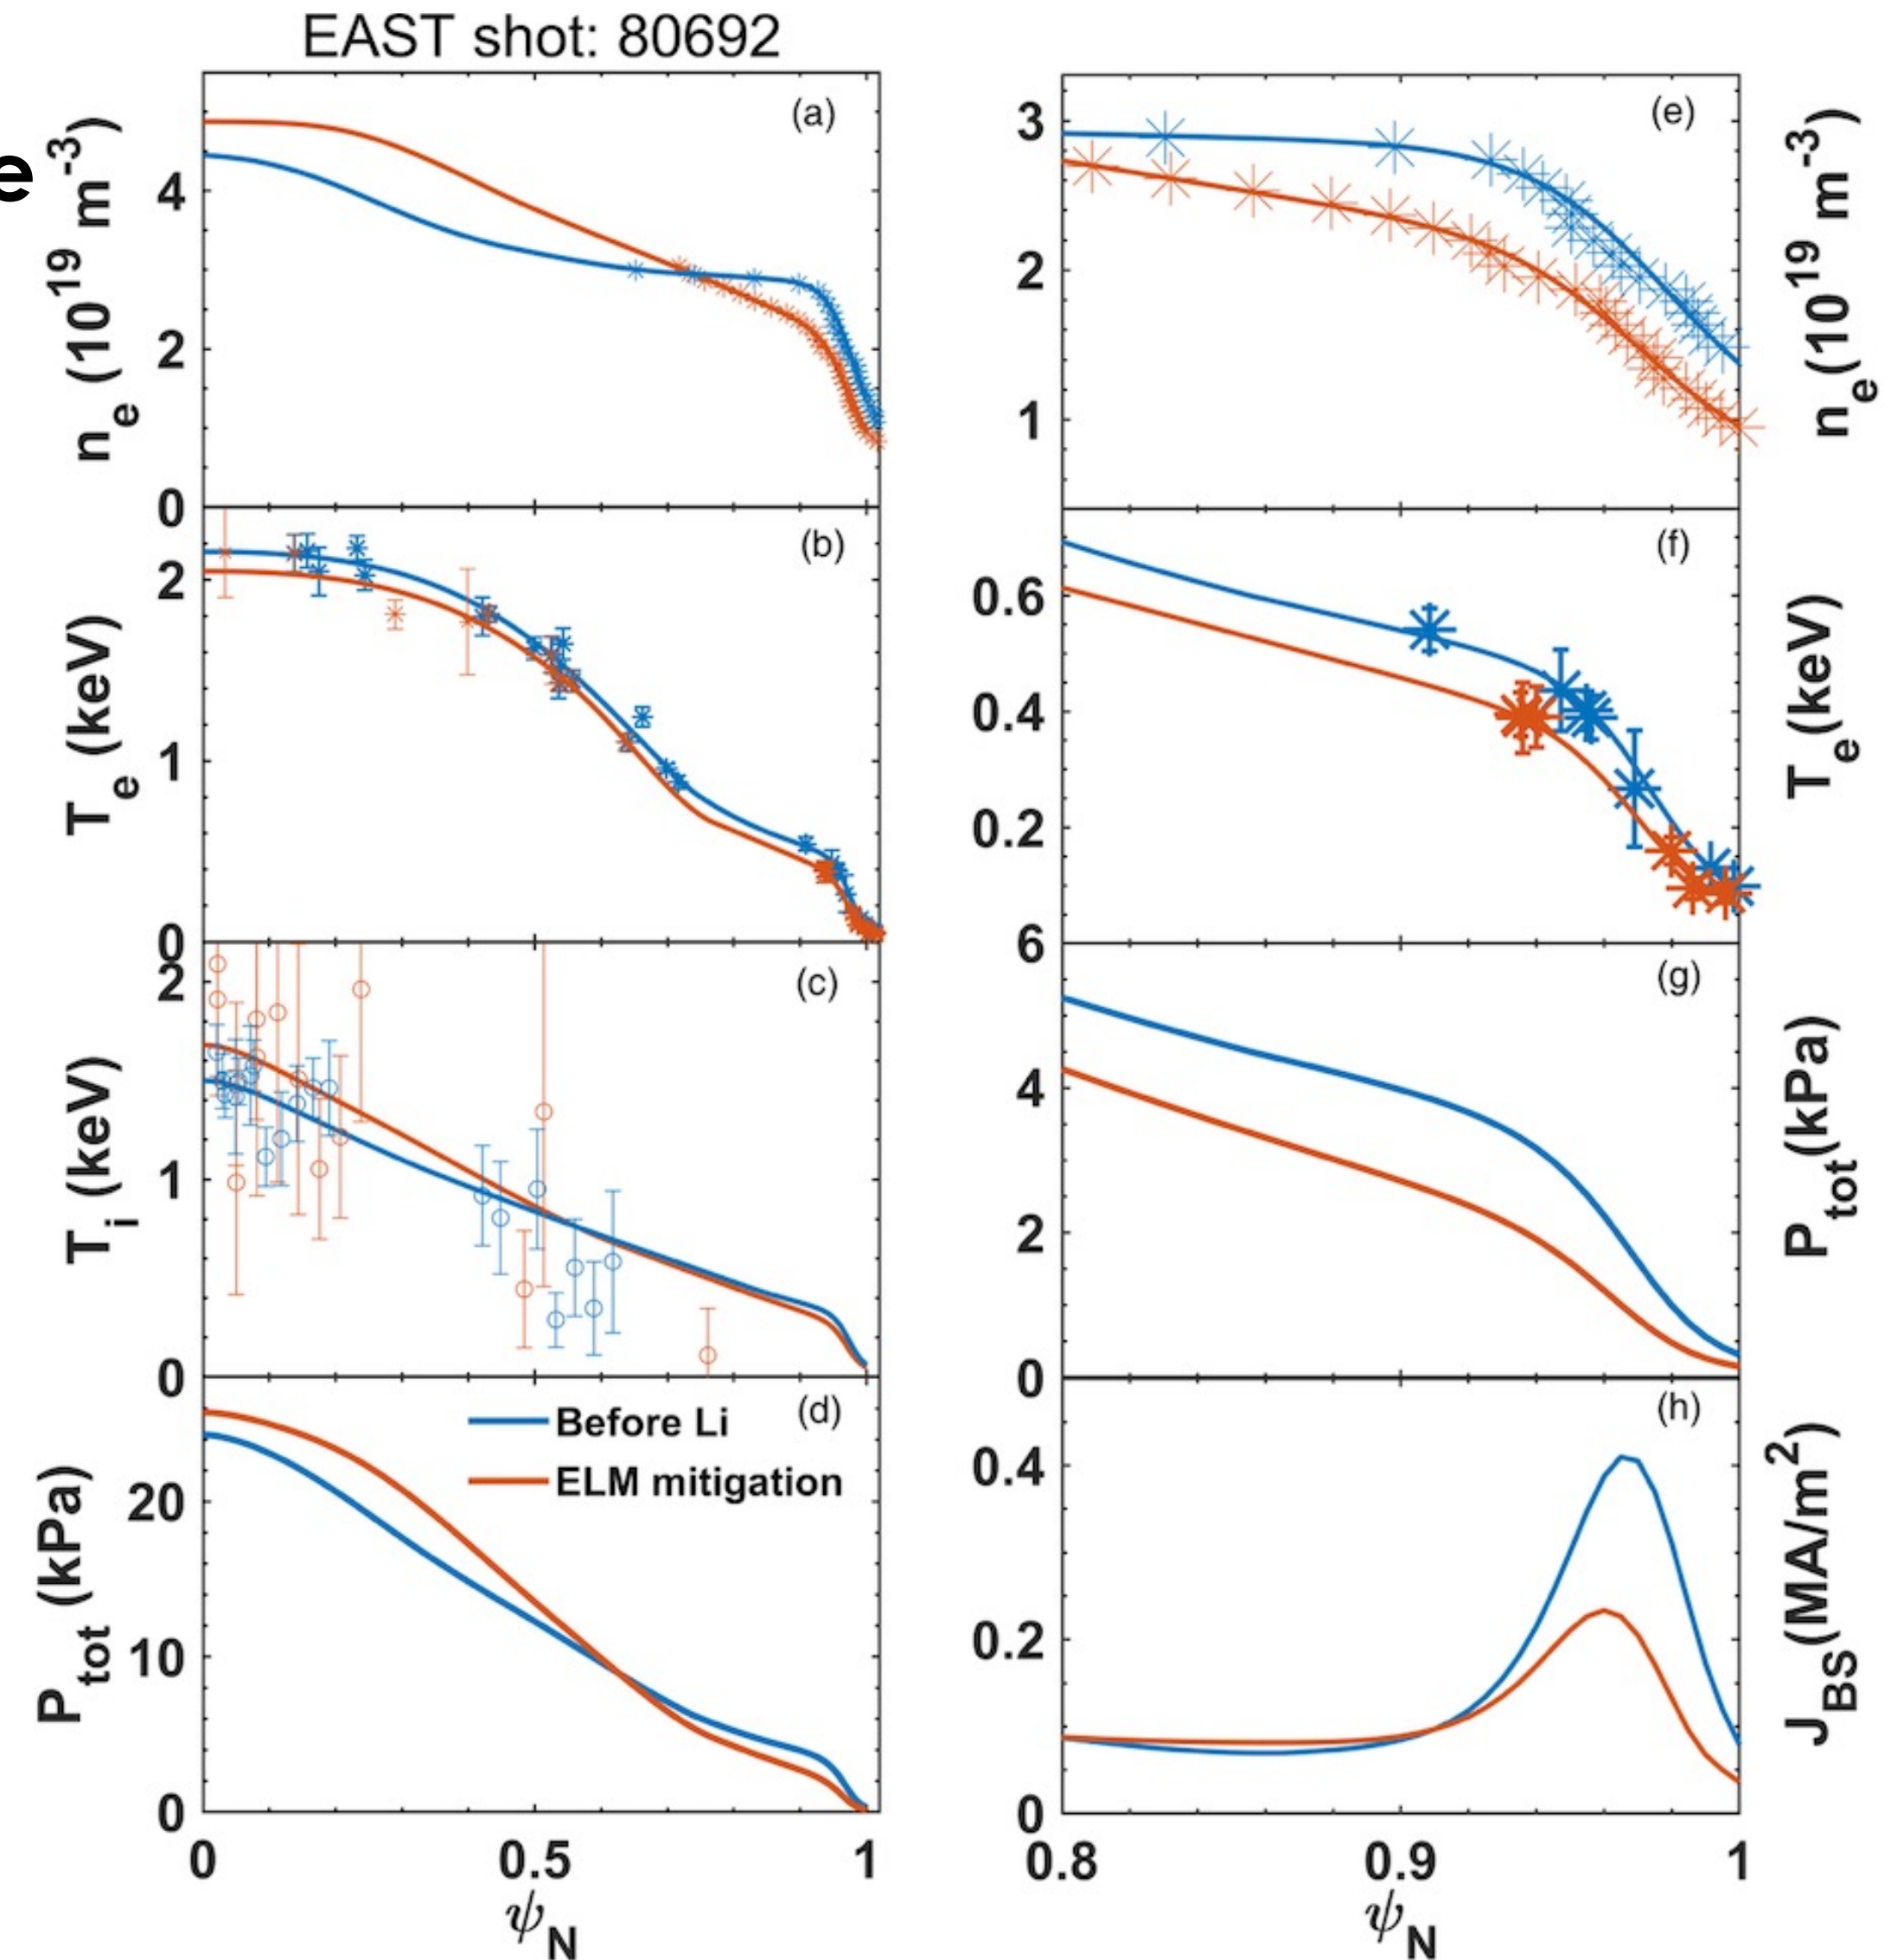 EAST shot: 80692
e
(a)
n_e (10^19 m^-3)
4
2
0
(b)
T_e (keV)
2
1
0
(c)
T_i (keV)
2
1
0
(d)
Before Li
ELM mitigation
P_tot (kPa)
20
10
0
0 0.5 1
ψ_N
(e)
3
2
1
n_e (10^19 m^-3)
(f)
0.6
0.4
0.2
T_e (keV)
(g)
6
4
2
0
P_tot (kPa)
(h)
0.4
0.2
0
J_BS (MA/m^2)
0.8 0.9 1
ψ_N